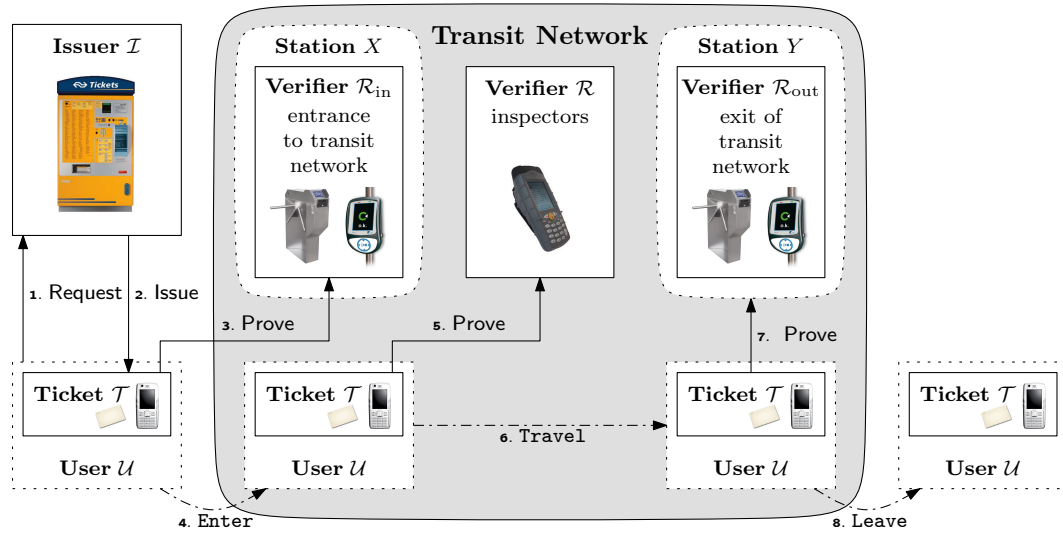 Transit Network
Issuer I
Tickets
Station X
Verifier R_in
entrance
to transit
network
o.k.
Verifier R
inspectors
Station Y
Verifier R_out
exit of
transit
network
o.k.
1. Request
2. Issue
3. Prove
5. Prove
7. Prove
Ticket T
User U
Ticket T
User U
6. Travel
Ticket T
User U
Ticket T
User U
4. Enter
8. Leave